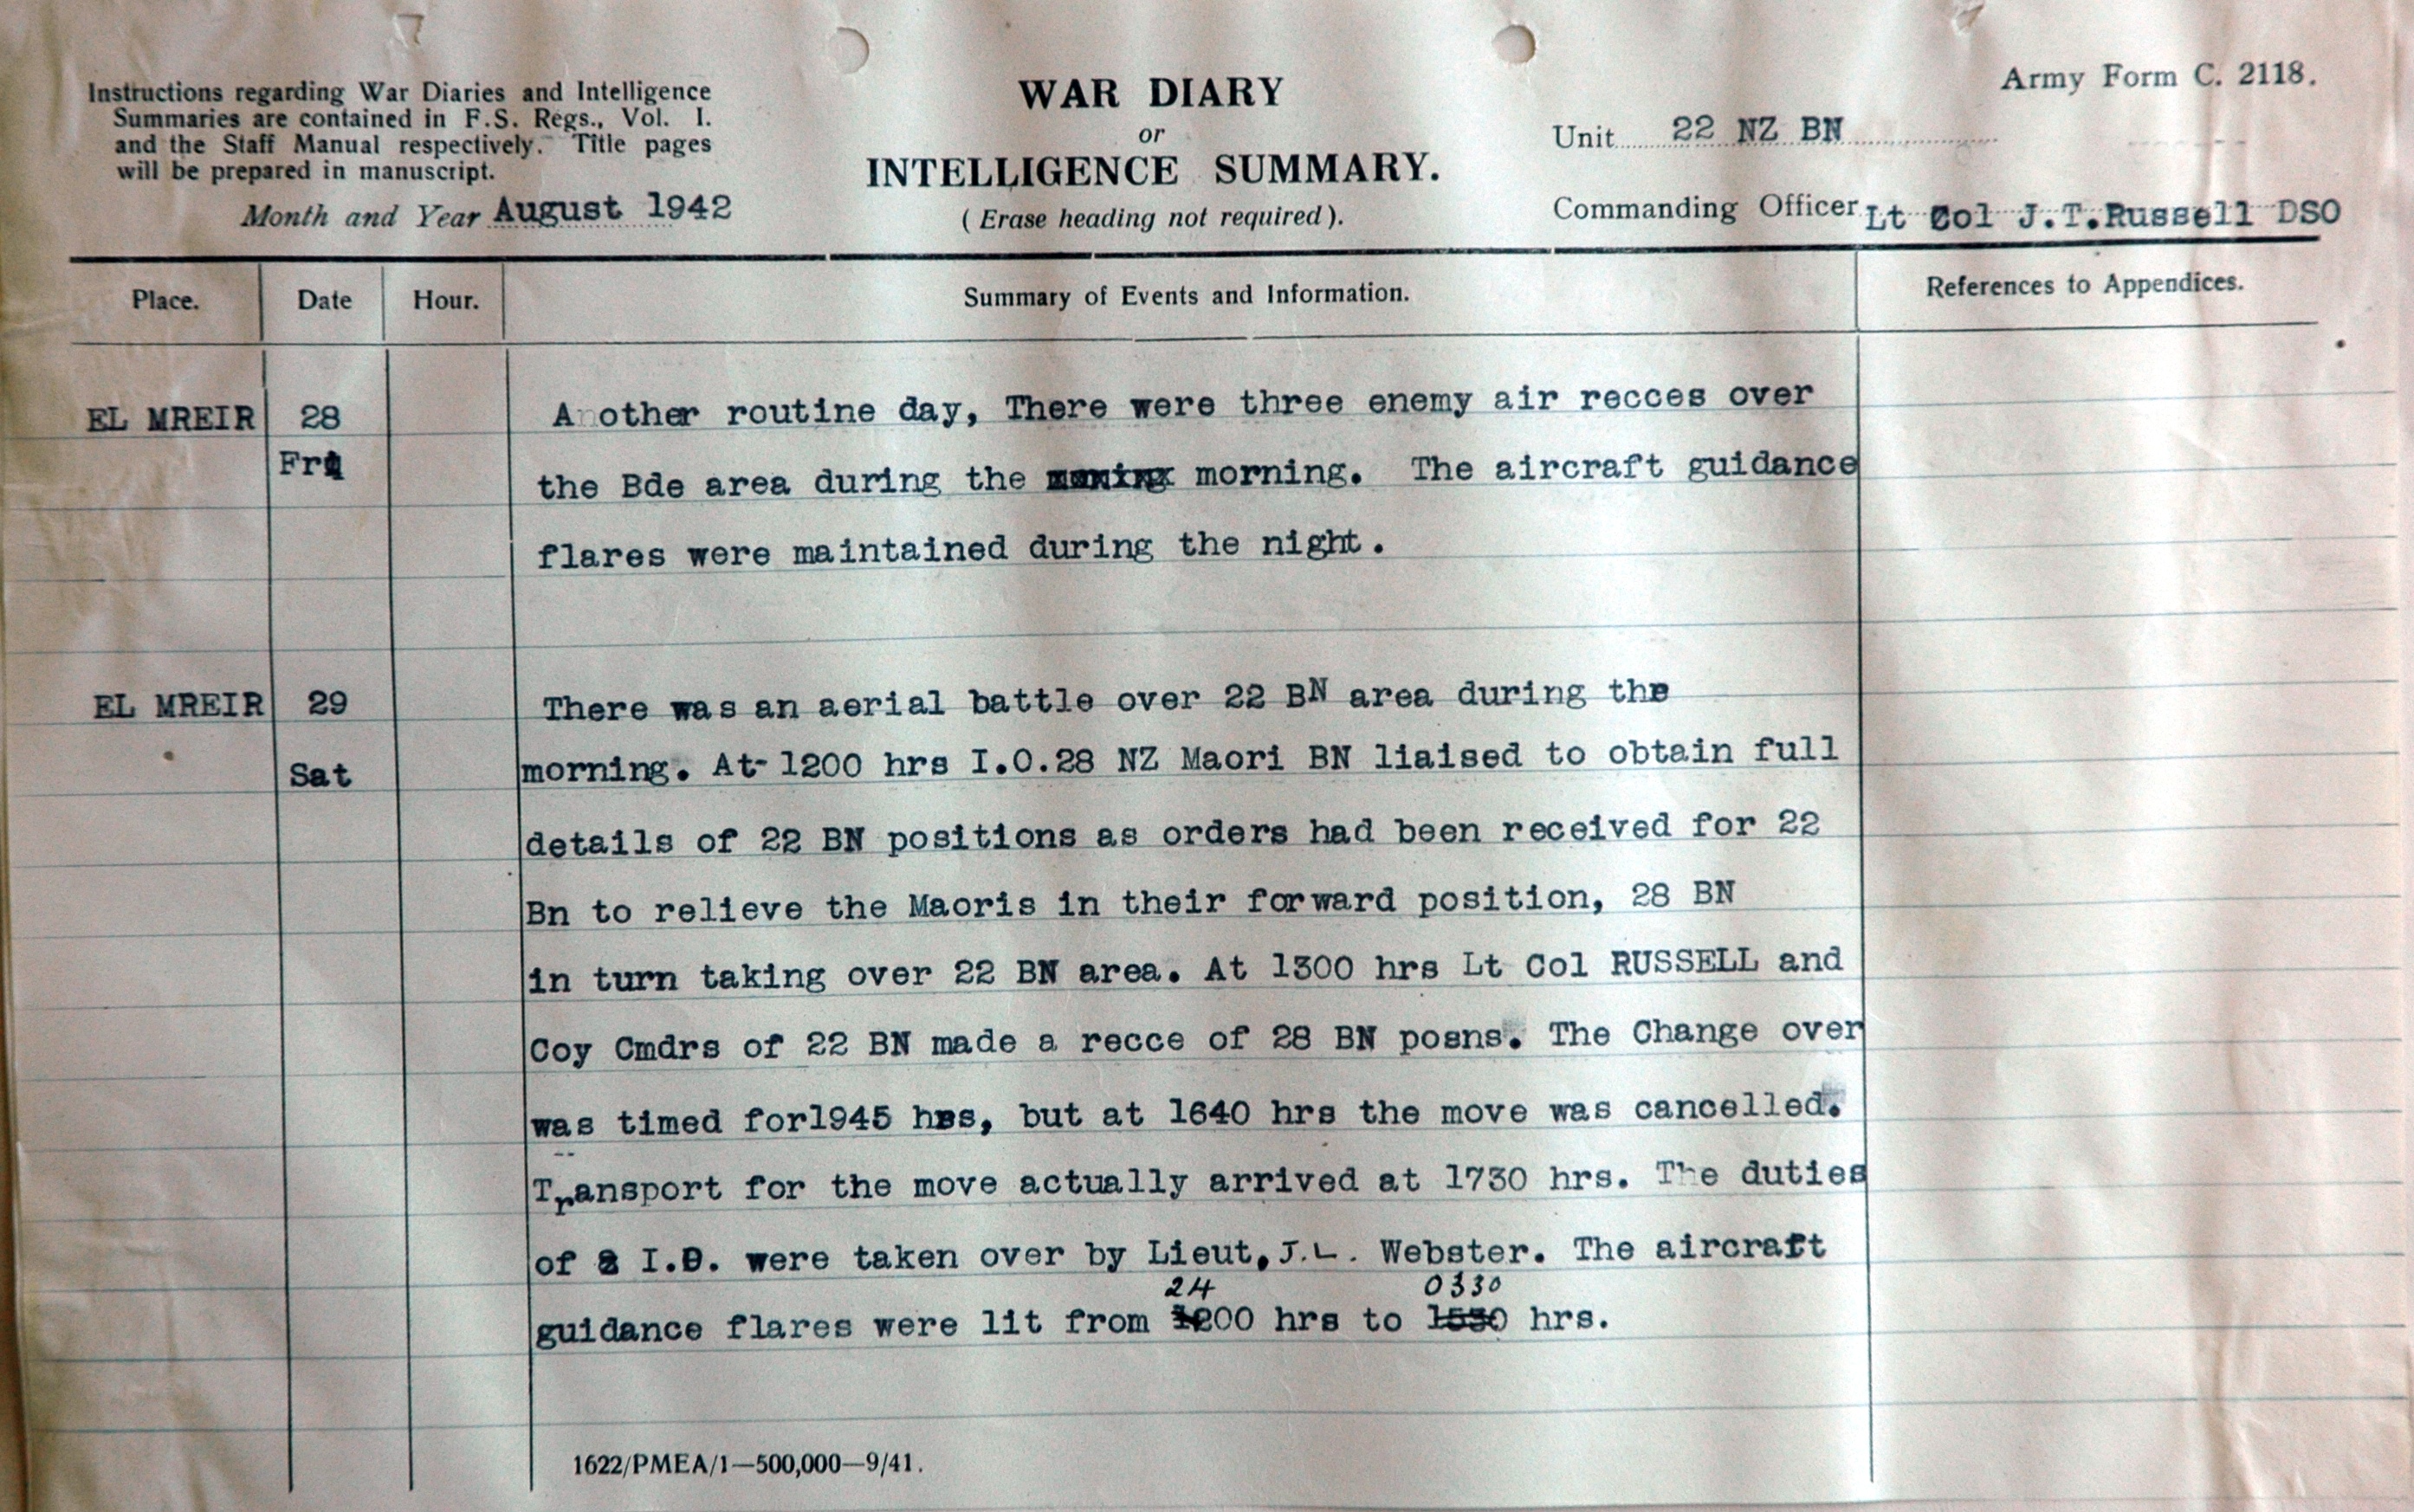 Army Form C. 2118.
Instructions regarding War Diaries and Intelligence
Summaries are contained in F.S. Regs., Vol. I.
and the Staff Manual respectively. Title pages
will be prepared in manuscript.
Month and Year August 1942
WAR DIARY
or
INTELLIGENCE SUMMARY.
(Erase heading not required).
Unit 22 NZ BN
Commanding Officer Lt Col J.T.Russell DSO
Place. Date Hour. Summary of Events and Information. References to Appendices.
EL MREIR 28 Another routine day, There were three enemy air recces over
Fri the Bde area during the morning. The aircraft guidance
flares were maintained during the night.
EL MREIR 29 There was an aerial battle over 22 BN area during the
Sat morning. At 1200 hrs I.O.28 NZ Maori BN liaised to obtain full
details of 22 BN positions as orders had been received for 22
Bn to relieve the Maoris in their forward position, 28 BN
in turn taking over 22 BN area. At 1300 hrs Lt Col RUSSELL and
Coy Cmdrs of 22 BN made a recce of 28 BN posns. The Change over
was timed for1945 hrs, but at 1640 hrs the move was cancelled.
Transport for the move actually arrived at 1730 hrs. The duties
of I.O. were taken over by Lieut, J.L. Webster. The aircraft
24 0330
guidance flares were lit from 1200 hrs to 1530 hrs.
1622/PMEA/1—500,000—9/41.